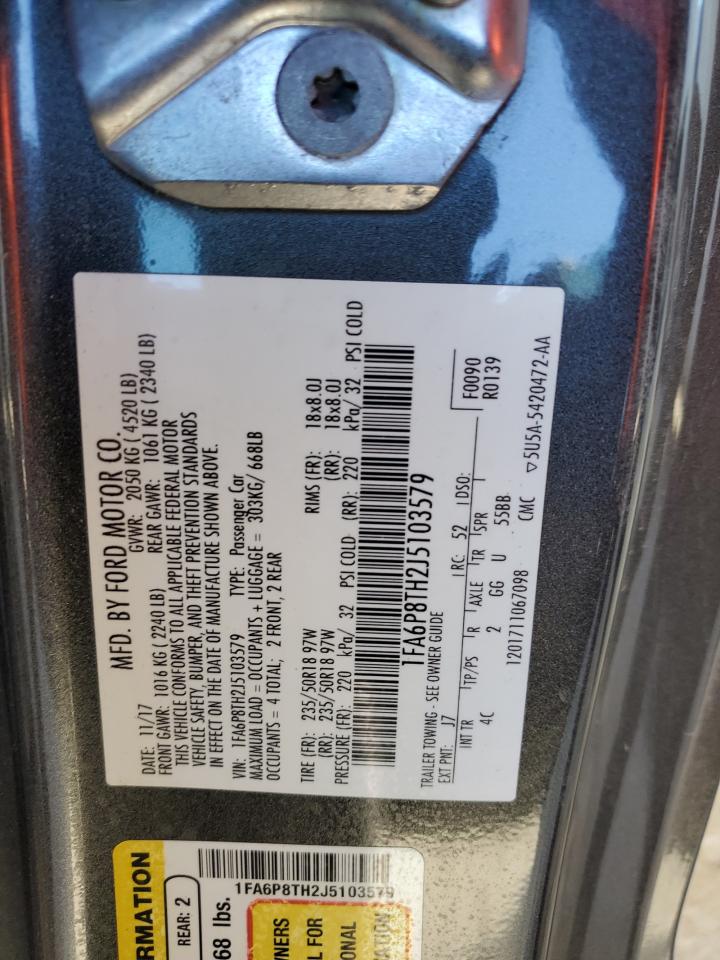 MFD. BY FORD MOTOR CO.
DATE: 11/17 GVWR: 2050 KG ( 4520 LB)
FRONT GAWR: 1016 KG (2240 LB) REAR GAWR: 1061 KG ( 2340 LB)
THIS VEHICLE CONFORMS TO ALL APPLICABLE FEDERAL MOTOR
VEHICLE SAFETY, BUMPER, AND THEFT PREVENTION STANDARDS
IN EFFECT ON THE DATE OF MANUFACTURE SHOWN ABOVE.
VIN: 1FA6P8TH2J5103579 TYPE: Passenger Car
MAXIMUM LOAD = OCCUPANTS + LUGGAGE = 303KG/ 668LB
OCCUPANTS = 4 TOTAL; 2 FRONT, 2 REAR
TIRE (FR): 235/50R18 97W RIMS (FR): 18x8.0J
(RR): 235/50R18 97W (RR): 18x8.0J
PRESSURE (FR): 220 kPa/ 32 PSI COLD (RR): 220 kPa/ 32 PSI COLD
1FA6P8TH2J5103579
TRAILER TOWING - SEE OWNER GUIDE
EXT PNT: J7 RC: 52 DSO: F0090
R0139
INT TR TP/PS R AXLE TR SPR
4C 2 GG U 55BB
1201711067098 CMC ▽5U5A-5420472-AA
1FA6P8TH2J5103579
RMATION
REAR: 2
68 lbs.
NERS
L FOR
ONAL